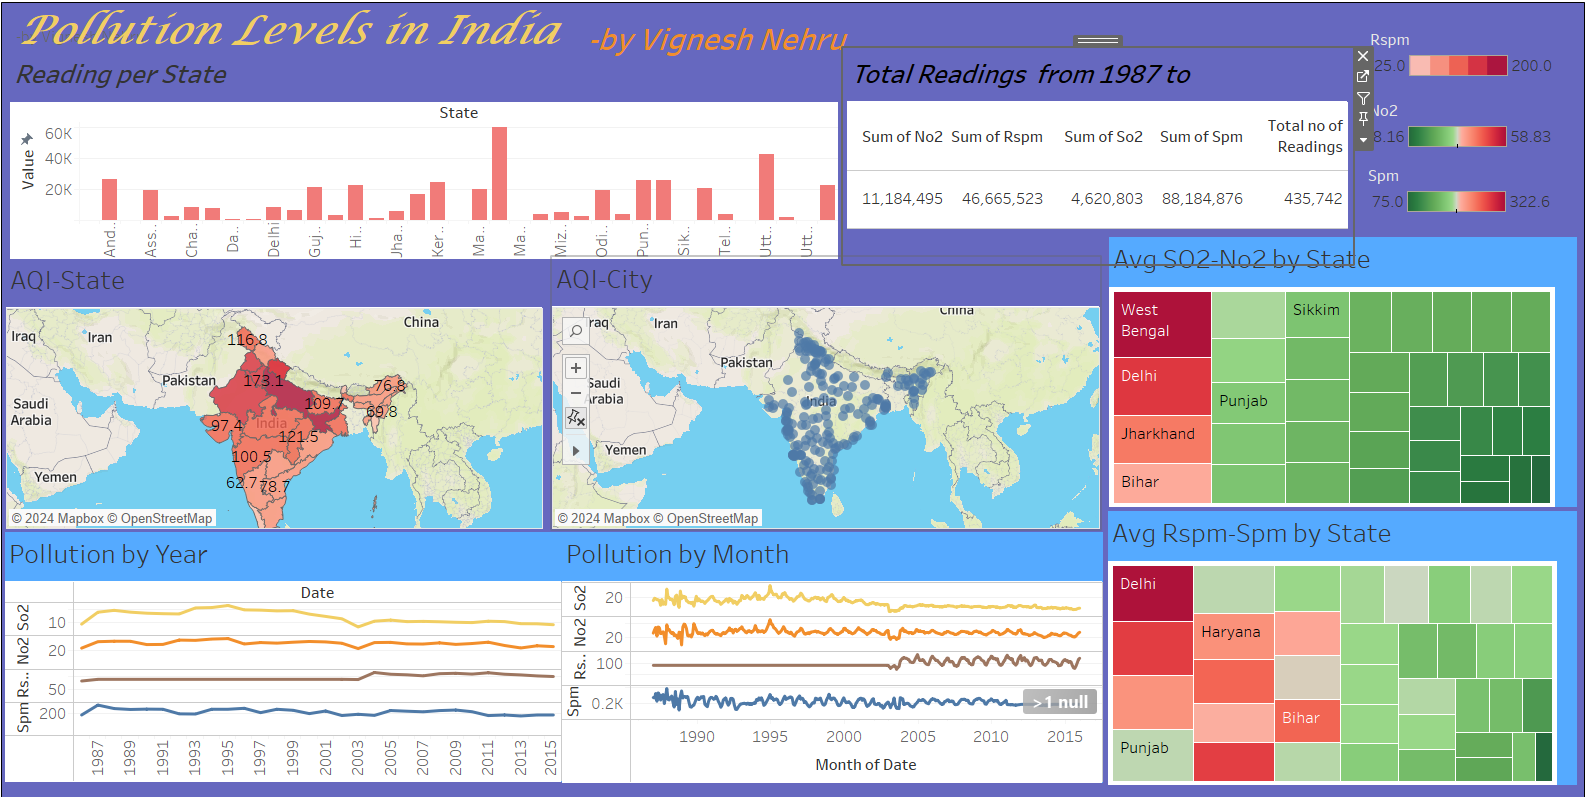 Pollution Levels in India
-by Vignesh Nehru
Reading per State
State
Value
60K
40K
20K
And..
Ass..
Cha..
Da..
Delhi
Guj..
Hi..
Jha..
Ker..
Ma..
Ma..
Miz..
Odi..
Pun..
Sik..
Tel..
Utt..
Utt..
Total Readings from 1987 to
Sum of No2 Sum of Rspm Sum of So2 Sum of Spm Total no of Readings
11,184,495 46,665,523 4,620,803 88,184,876 435,742
Rspm
25.0 200.0
No2
8.16 58.83
Spm
75.0 322.6
AQI-State
Iraq
Iran
China
Pakistan
Saudi
Arabia
Yemen
India
116.8
173.1
76.8
109.7
69.8
97.4
121.5
100.5
62.7
78.7
© 2024 Mapbox © OpenStreetMap
AQI-City
raq
Iran
China
Pakistan
Saudi
Arabia
Yemen
India
© 2024 Mapbox © OpenStreetMap
Avg SO2-No2 by State
West
Bengal
Sikkim
Delhi
Punjab
Jharkhand
Bihar
Pollution by Year
Date
So2
10
No2
20
Rs..
50
Spm
200
1987
1989
1991
1993
1995
1997
1999
2001
2003
2005
2007
2009
2011
2013
2015
Pollution by Month
So2
20
No2
20
Rs..
100
Spm
0.2K
>1 null
1990 1995 2000 2005 2010 2015
Month of Date
Avg Rspm-Spm by State
Delhi
Haryana
Bihar
Punjab